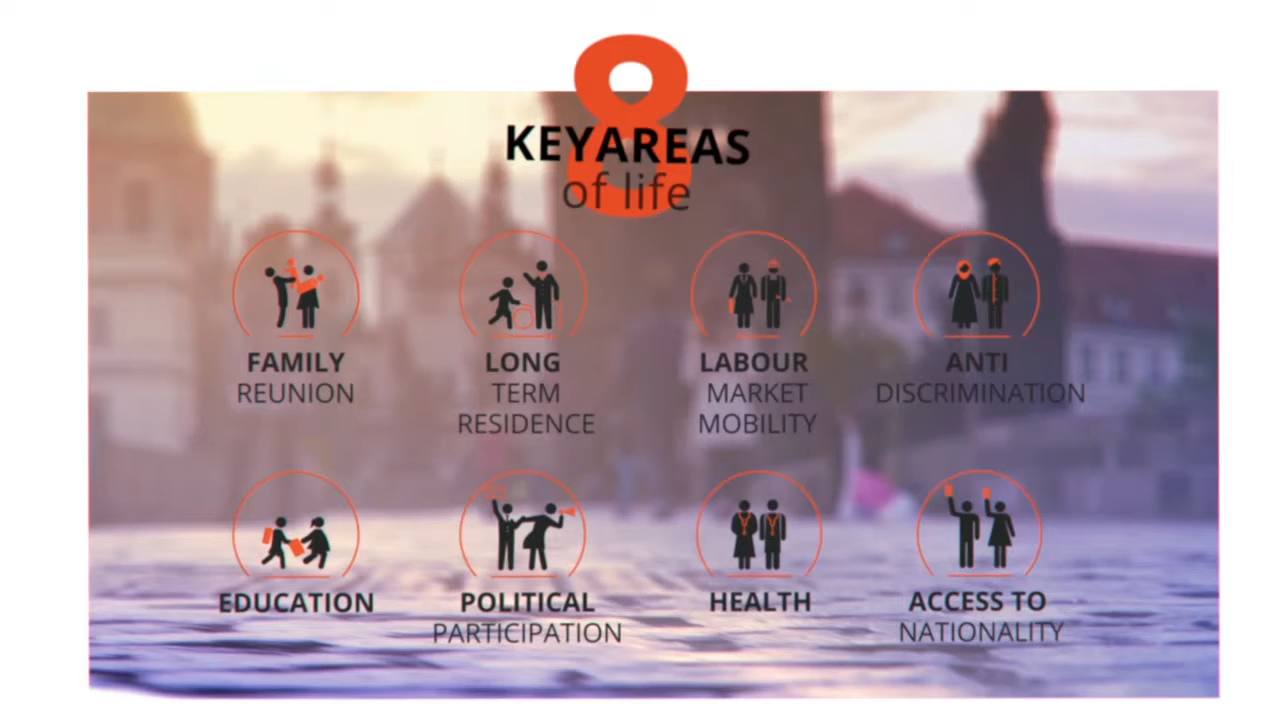 8
KEYAREAS
of life
FAMILY
REUNION
LONG
TERM
RESIDENCE
LABOUR
MARKET
MOBILITY
ANTI
DISCRIMINATION
EDUCATION
POLITICAL
PARTICIPATION
HEALTH
ACCESS TO
NATIONALITY